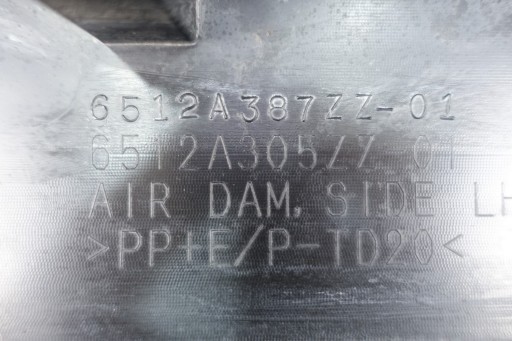 6512A387ZZ-01
6512A305ZZ-01
AIR DAM, SIDE LH
>PP+E/P-TD20<